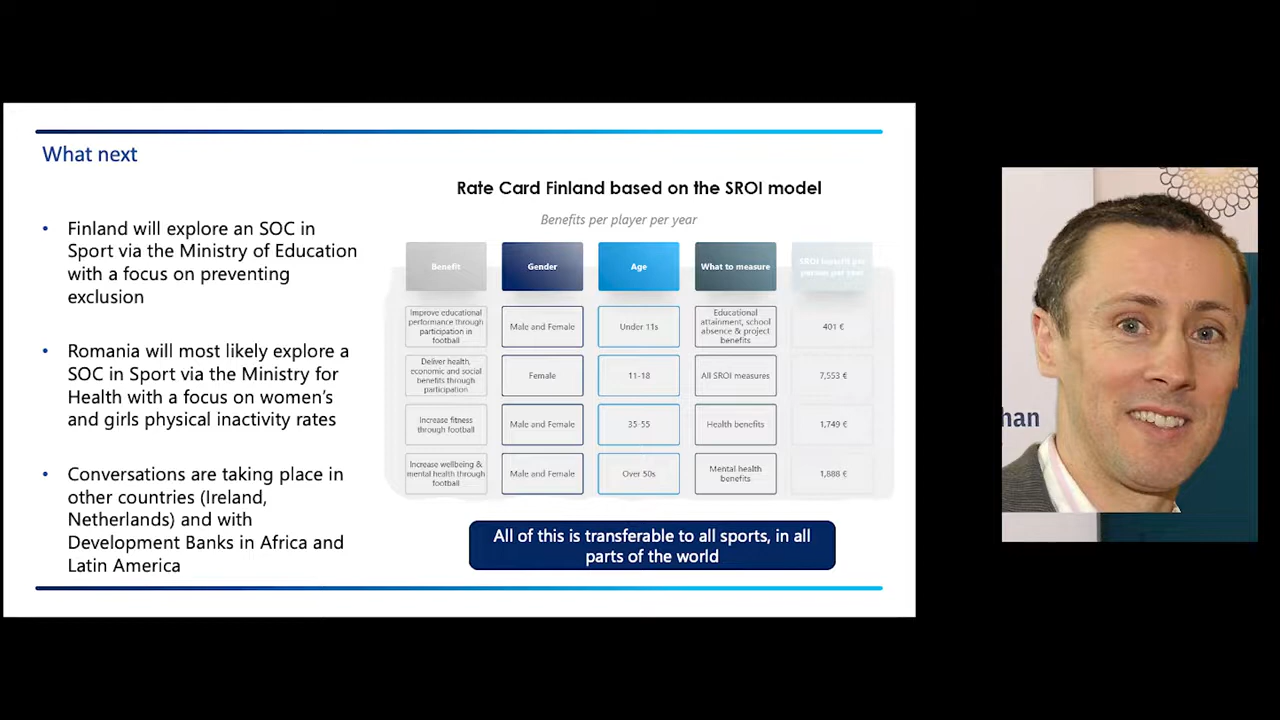 What next
• Finland will explore an SOC in
Sport via the Ministry of Education
with a focus on preventing
exclusion
• Romania will most likely explore a
SOC in Sport via the Ministry for
Health with a focus on women's
and girls physical inactivity rates
• Conversations are taking place in
other countries (Ireland,
Netherlands) and with
Development Banks in Africa and
Latin America
Rate Card Finland based on the SROI model
Benefits per player per year
Benefit
Gender
Age
What to measure
SROI benefit per
person per year
Improve educational
performance through
participation in
football
Male and Female
Under 11s
Educational
attainment, school
absence & project
benefits
401 €
Deliver health,
economic and social
benefits through
participation
Female
11-18
All SROI measures
7,553 €
Increase fitness
through football
Male and Female
35-55
Health benefits
1,749 €
Increase wellbeing &
mental health through
football
Male and Female
Over 50s
Mental health
benefits
1,888 €
All of this is transferable to all sports, in all
parts of the world
han